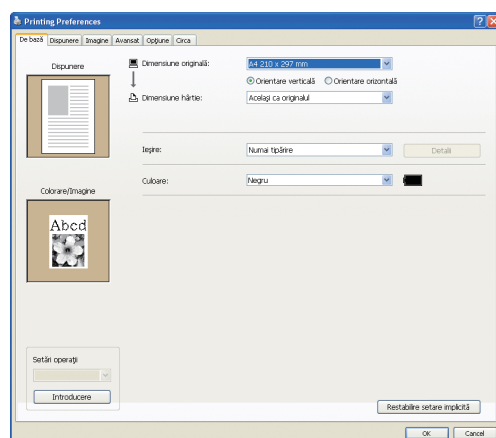 Printing Preferences
De bază Dispunere Imagine Avansat Opţiune Circa
Dispunere
Dimensiune originală: A4 210 x 297 mm
Orientare verticală Orientare orizontală
Dimensiune hârtie: Acelaşi ca originalul
Ieşire: Numai tipărire Detalii
Culoare: Negru
Colorare/Imagine
Abcd
Setări operaţii
Introducere
Restabilire setare implicită
OK Cancel